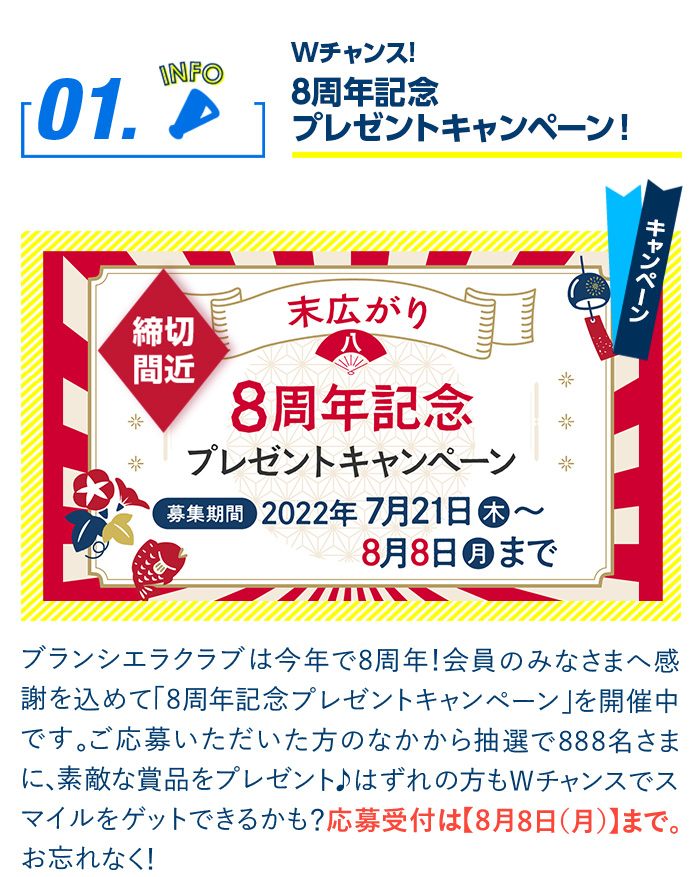 01.
INFO
Wチャンス!
8周年記念
プレゼントキャンペーン!
キャンペーン
締切
間近
末広がり
八
8周年記念
プレゼントキャンペーン
募集期間 2022年 7月21日(木)～
8月8日(月)まで
ブランシエラクラブは今年で8周年!会員のみなさまへ感
謝を込めて「8周年記念プレゼントキャンペーン」を開催中
です。ご応募いただいた方のなかから抽選で888名さま
に、素敵な賞品をプレゼント♪はずれの方もWチャンスでス
マイルをゲットできるかも?応募受付は【8月8日(月)】まで。
お忘れなく!